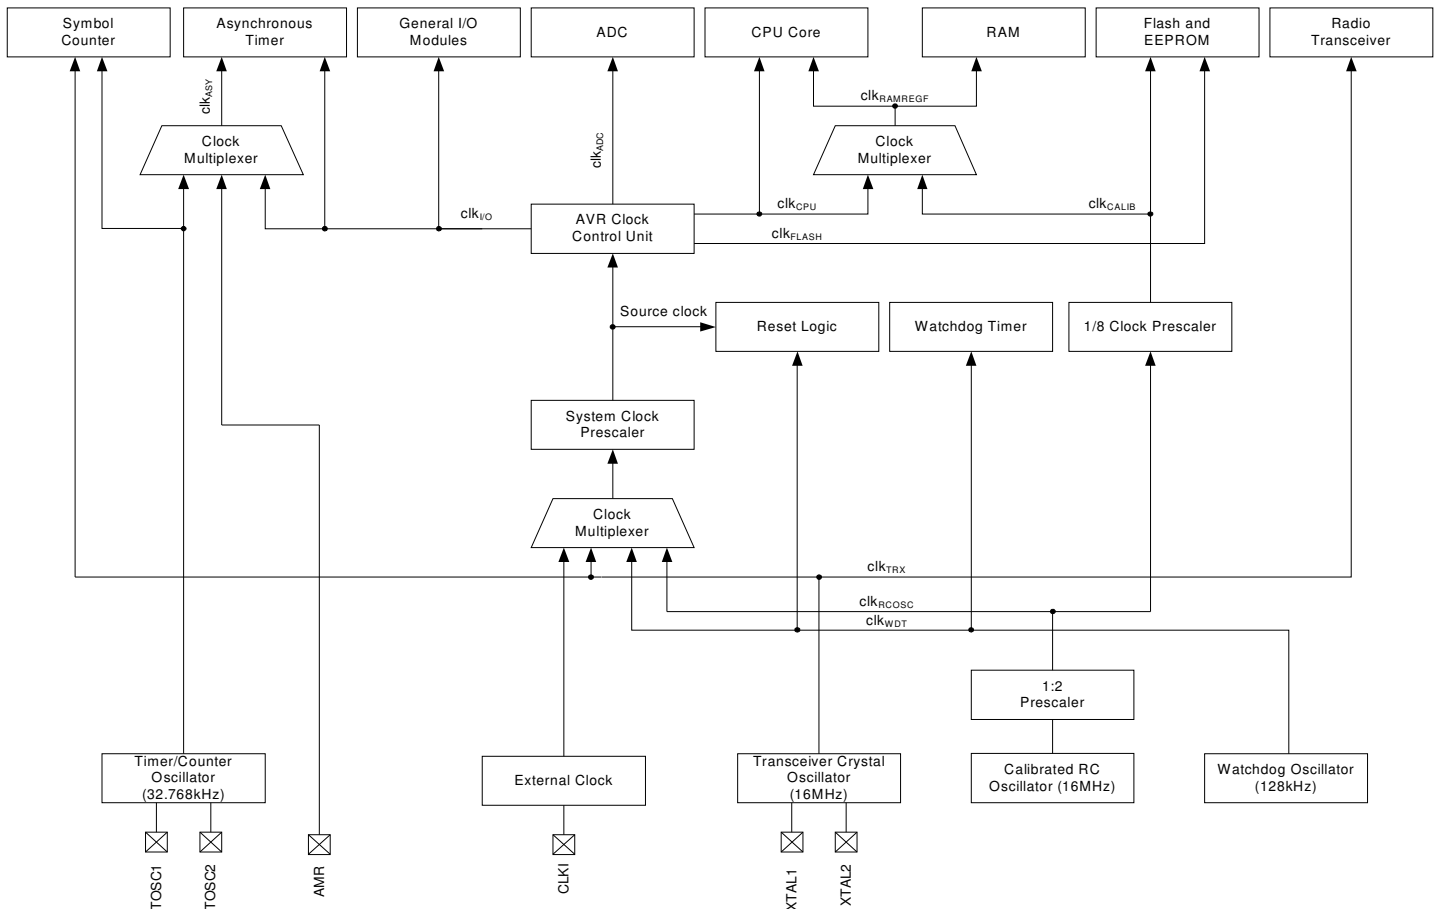 Symbol
Counter
Asynchronous
Timer
General I/O
Modules
ADC
CPU Core
RAM
Flash and
EEPROM
Radio
Transceiver
clkASY
clkADC
clkRAMREGF
Clock
Multiplexer
Clock
Multiplexer
clkI/O
AVR Clock
Control Unit
clkCPU
clkCALIB
clkFLASH
Source clock
Reset Logic
Watchdog Timer
1/8 Clock Prescaler
System Clock
Prescaler
Clock
Multiplexer
clkTRX
clkRCOSC
clkWDT
1:2
Prescaler
Timer/Counter
Oscillator
(32.768kHz)
External Clock
Transceiver Crystal
Oscillator
(16MHz)
Calibrated RC
Oscillator (16MHz)
Watchdog Oscillator
(128kHz)
TOSC1
TOSC2
AMR
CLKI
XTAL1
XTAL2